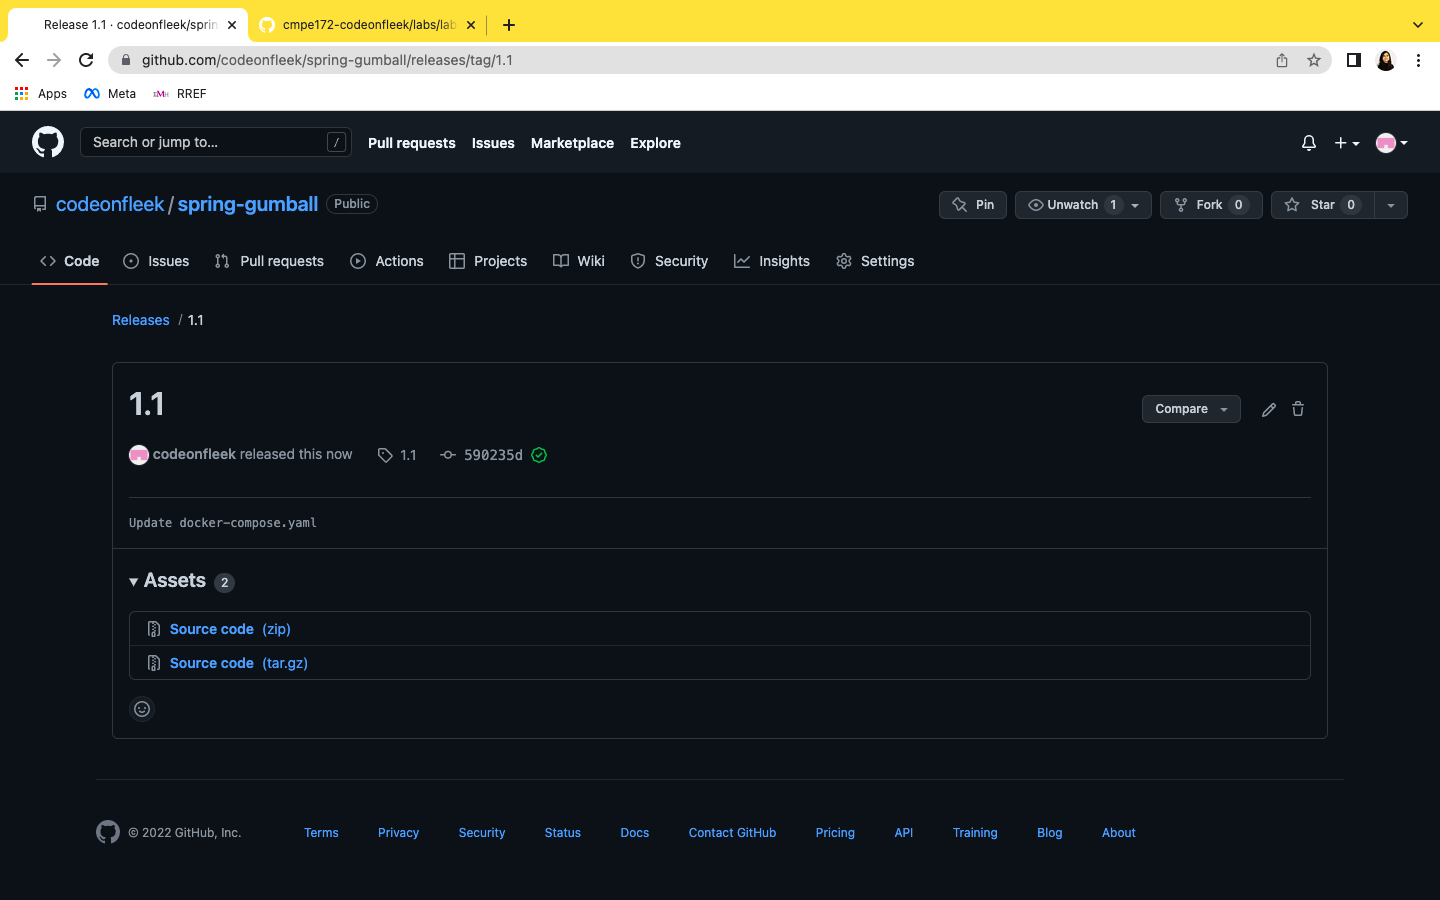 Release 1.1 · codeonfleek/sprin
cmpe172-codeonfleek/labs/lab
github.com/codeonfleek/spring-gumball/releases/tag/1.1
Apps
Meta
RREF
Search or jump to...
/
Pull requests
Issues
Marketplace
Explore
codeonfleek / spring-gumball
Public
Pin
Unwatch 1
Fork 0
Star 0
Code
Issues
Pull requests
Actions
Projects
Wiki
Security
Insights
Settings
Releases / 1.1
1.1
Compare
codeonfleek released this now
1.1
590235d
Update docker-compose.yaml
Assets 2
Source code (zip)
Source code (tar.gz)
© 2022 GitHub, Inc.
Terms
Privacy
Security
Status
Docs
Contact GitHub
Pricing
API
Training
Blog
About